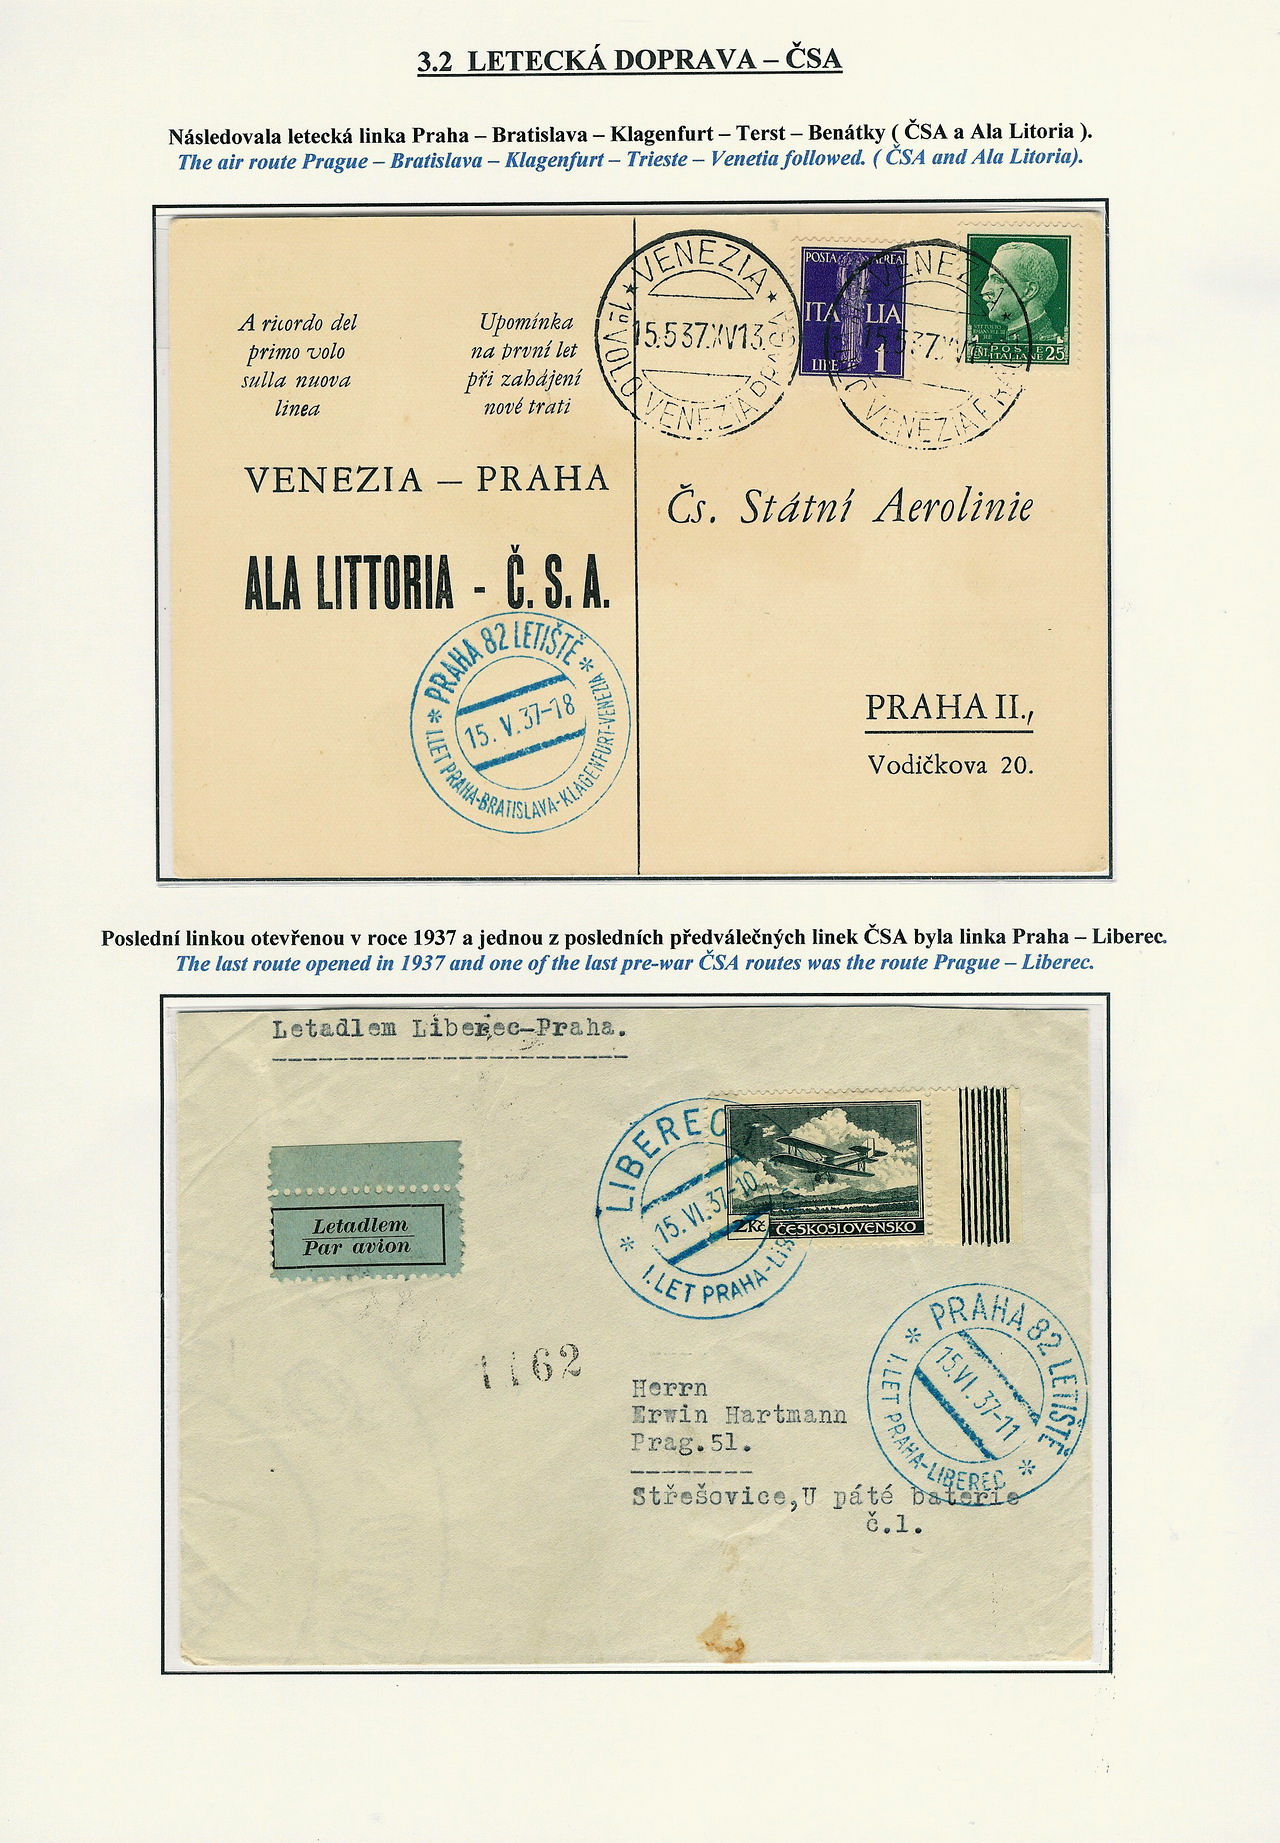 3.2 LETECKÁ DOPRAVA – ČSA
Následovala letecká linka Praha – Bratislava – Klagenfurt – Terst – Benátky ( ČSA a Ala Litoria ).
The air route Prague – Bratislava – Klagenfurt – Trieste – Venetia followed. ( ČSA and Ala Litoria).
A ricordo del
primo volo
sulla nuova
linea
Upomínka
na první let
při zahájení
nové trati
VENEZIA – PRAHA
ALA LITTORIA - Č. S. A.
PRAHA 82 LETIŠTĚ
15. V. 37-18
I. LET PRAHA-BRATISLAVA-KLAGENFURT-VENEZIA
VENEZIA
15.5.37.XV 13
1º VOLO VENEZIA PRAGA
POSTA AEREA
ITALIA
LIRE 1
VENEZIA
VENEZIA
POSTE
ITALIANE 25
Čs. Státní Aerolinie
PRAHA II.,
Vodičkova 20.
Poslední linkou otevřenou v roce 1937 a jednou z posledních předválečných linek ČSA byla linka Praha – Liberec.
The last route opened in 1937 and one of the last pre-war ČSA routes was the route Prague – Liberec.
Letadlem Liberec-Praha.
Letadlem
Par avion
LIBEREC
15. VI. 37-10
I. LET PRAHA-LIB
2Kč ČESKOSLOVENSKO
PRAHA 82 LETIŠTĚ
15. VI. 37-11
I. LET PRAHA-LIBEREC
1162
Herrn
Erwin Hartmann
Prag.51.
Střešovice,U páté baterie
č.1.